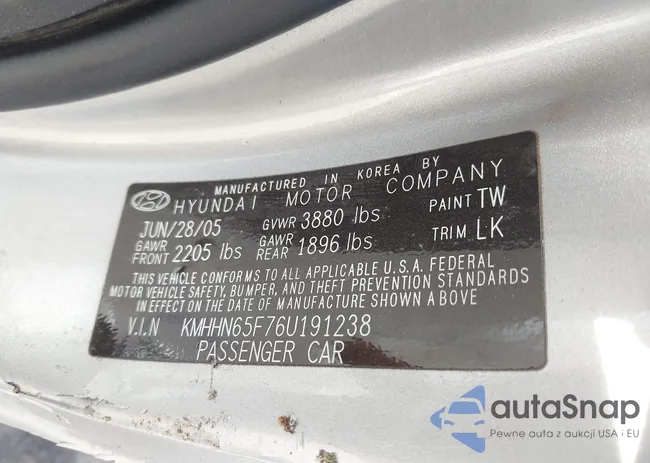 MANUFACTURED IN KOREA BY
HYUNDAI MOTOR COMPANY
JUN/28/05 GVWR 3880 lbs PAINT TW
GAWR FRONT 2205 lbs GAWR REAR 1896 lbs TRIM LK
THIS VEHICLE CONFORMS TO ALL APPLICABLE U.S.A. FEDERAL
MOTOR VEHICLE SAFETY, BUMPER, AND THEFT PREVENTION STANDARDS
IN EFFECT ON THE DATE OF MANUFACTURE SHOWN ABOVE
V.I.N KMHHN65F76U191238
PASSENGER CAR
autaSnap
Pewne auta z aukcji USA i EU